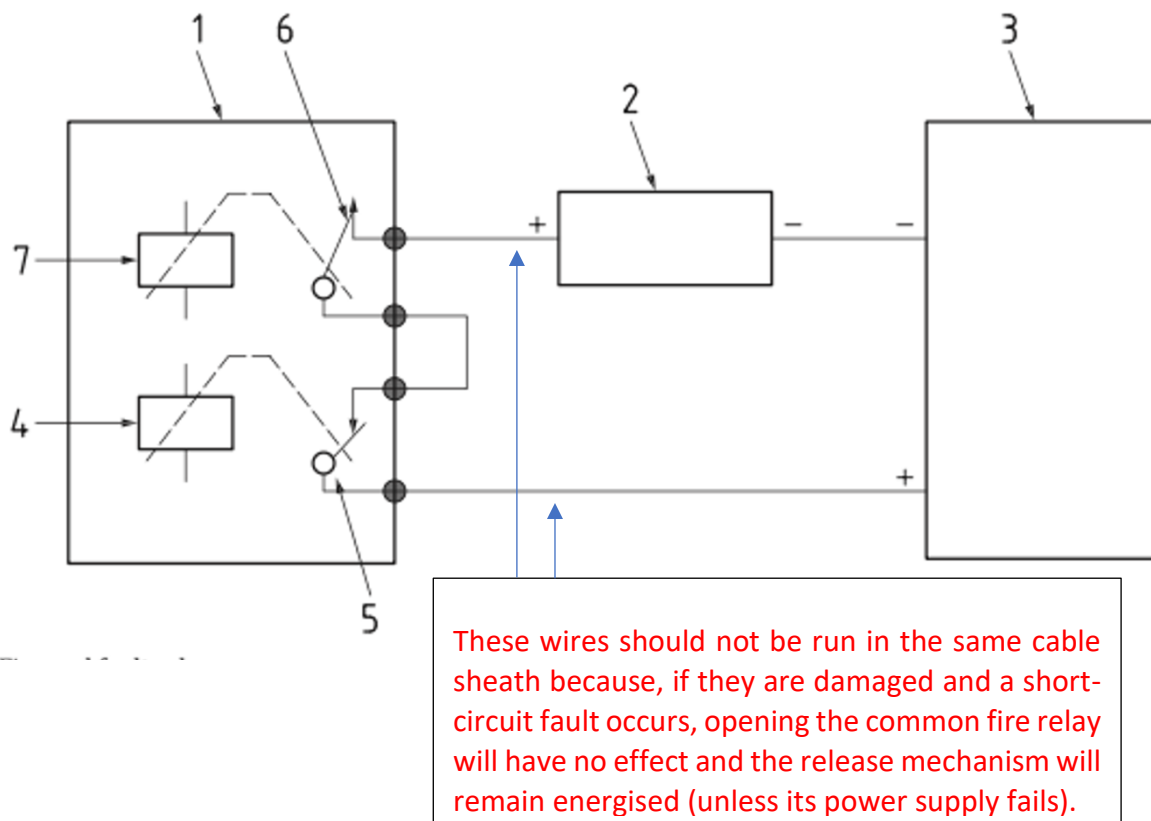 1
6
2
3
+
−
−
7
4
+
5
These wires should not be run in the same cable
sheath because, if they are damaged and a short-
circuit fault occurs, opening the common fire relay
will have no effect and the release mechanism will
remain energised (unless its power supply fails).